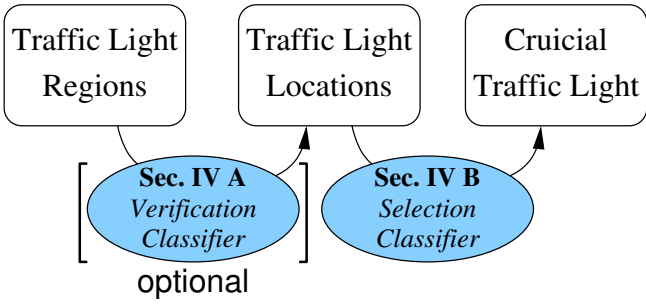 Traffic Light
Regions
Traffic Light
Locations
Cruicial
Traffic Light
Sec. IV A
Verification
Classifier
optional
Sec. IV B
Selection
Classifier